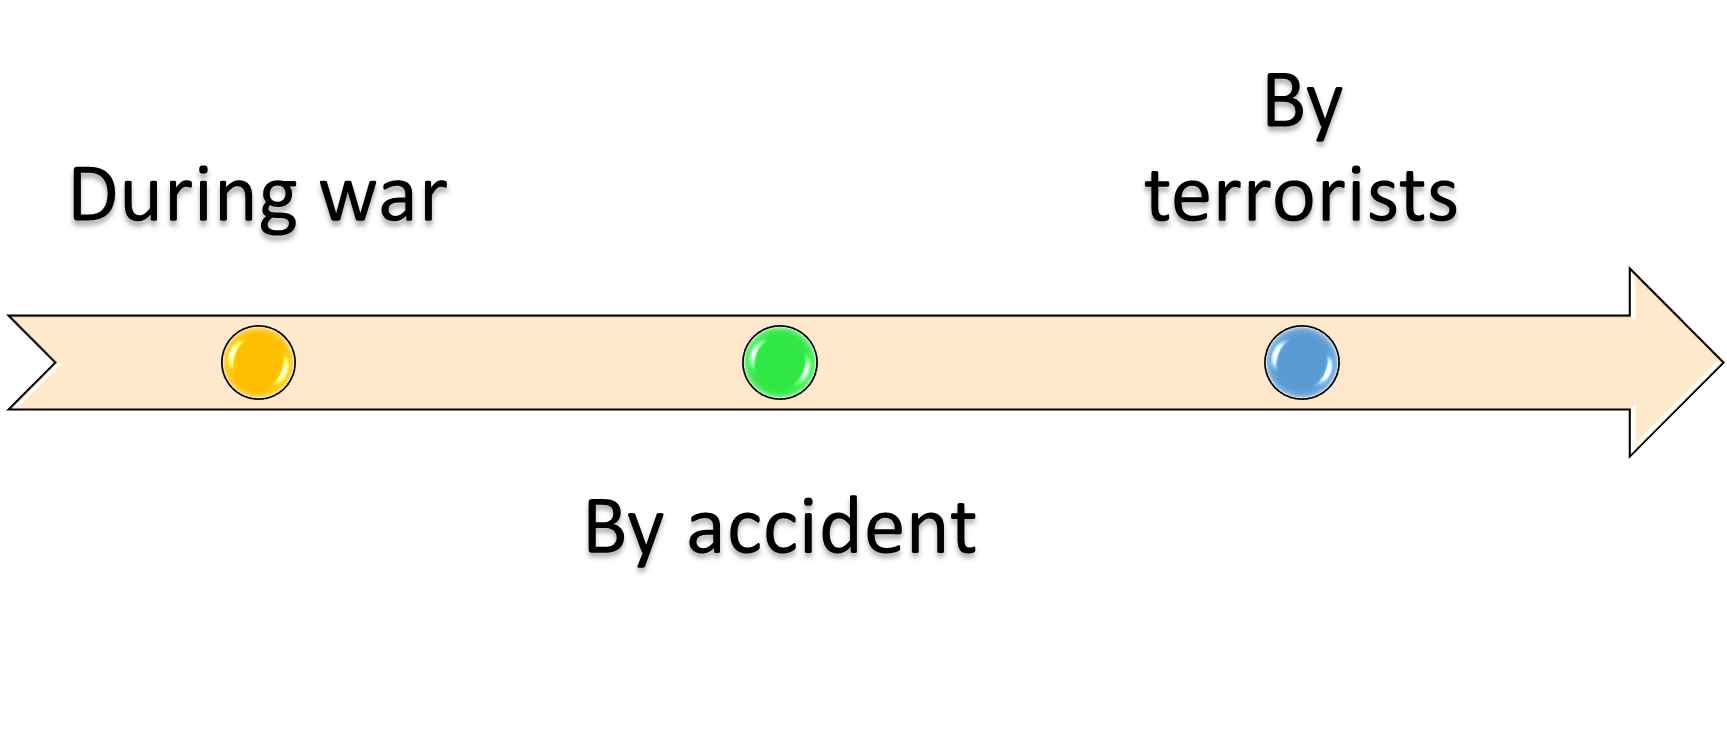 During war
By accident
By
terrorists